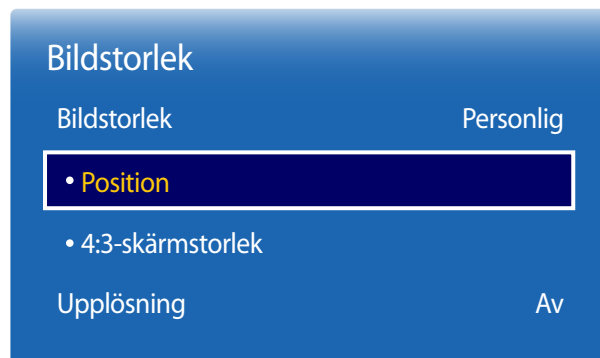 Bildstorlek
Bildstorlek Personlig
• Position
• 4:3-skärmstorlek
Upplösning Av